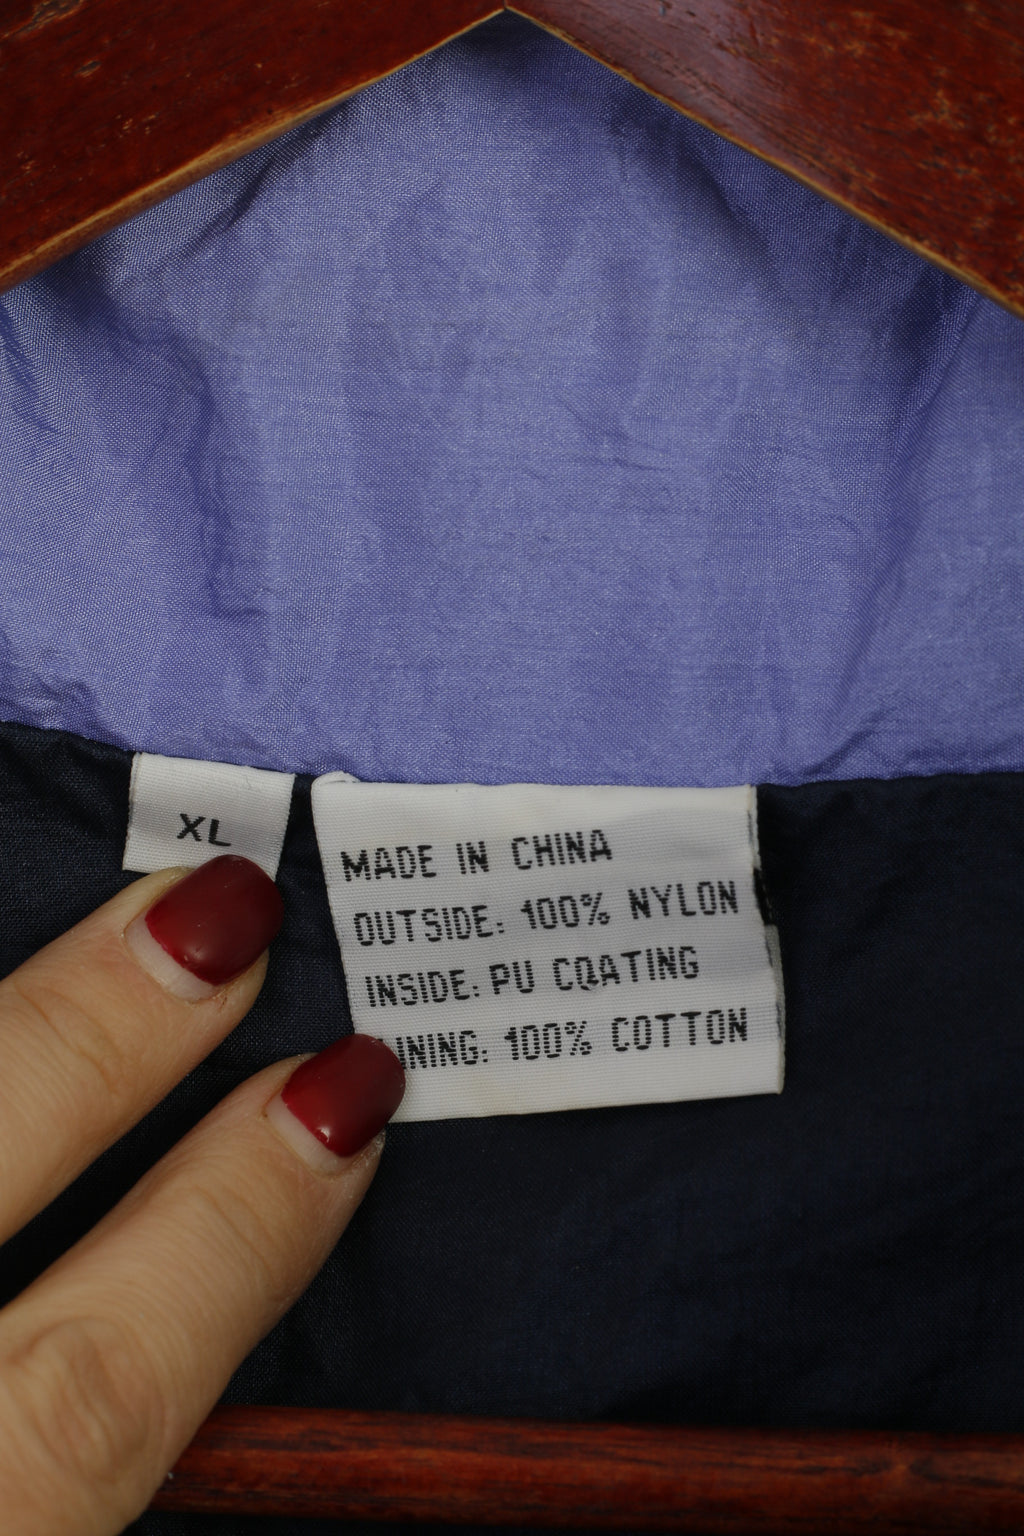 XL
MADE IN CHINA
OUTSIDE: 100% NYLON
INSIDE: PU COATING
INING: 100% COTTON